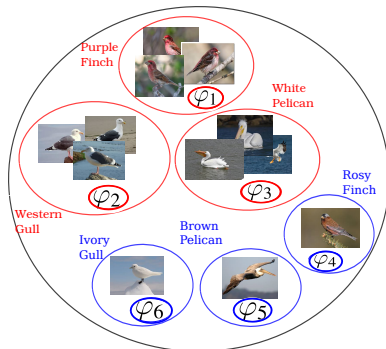 Purple
Finch
φ1
White
Pelican
φ2
φ3
Western
Gull
Rosy
Finch
φ4
Ivory
Gull
Brown
Pelican
φ6
φ5